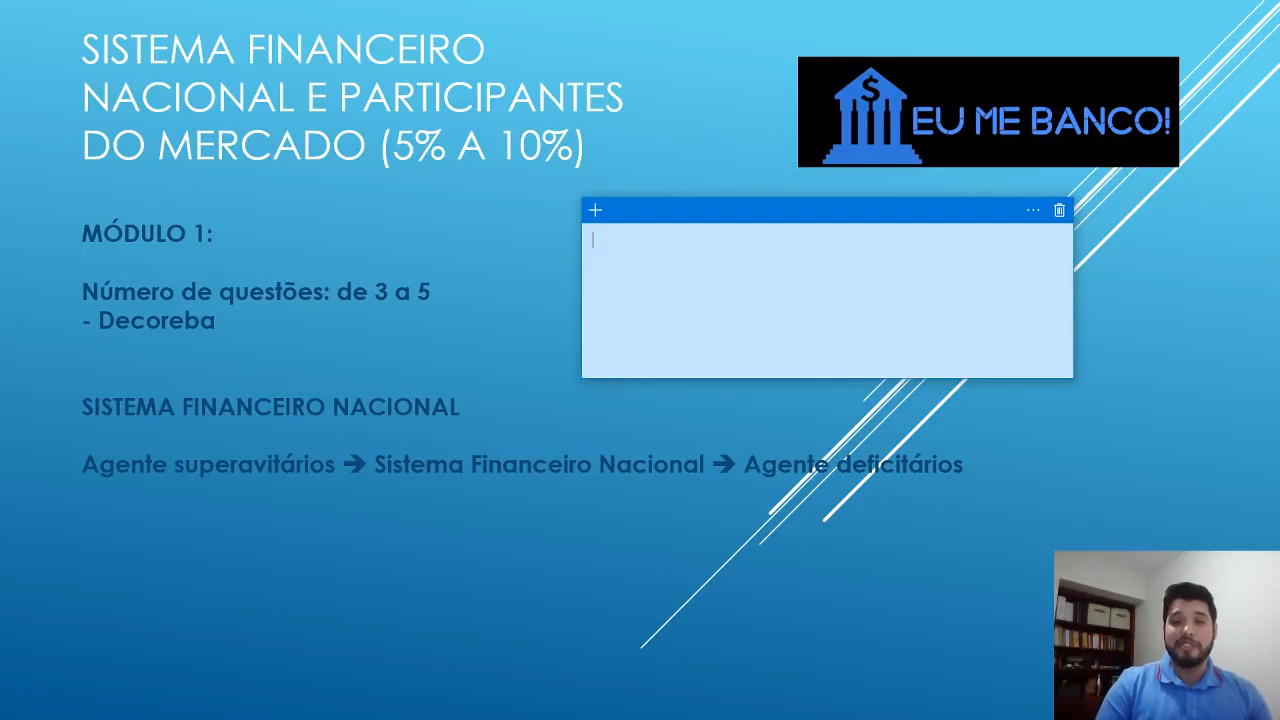 SISTEMA FINANCEIRO
NACIONAL E PARTICIPANTES
DO MERCADO (5% A 10%)
EU ME BANCO!
MÓDULO 1:
Número de questões: de 3 a 5
- Decoreba
SISTEMA FINANCEIRO NACIONAL
Agente superavitários ➔ Sistema Financeiro Nacional ➔ Agente deficitários